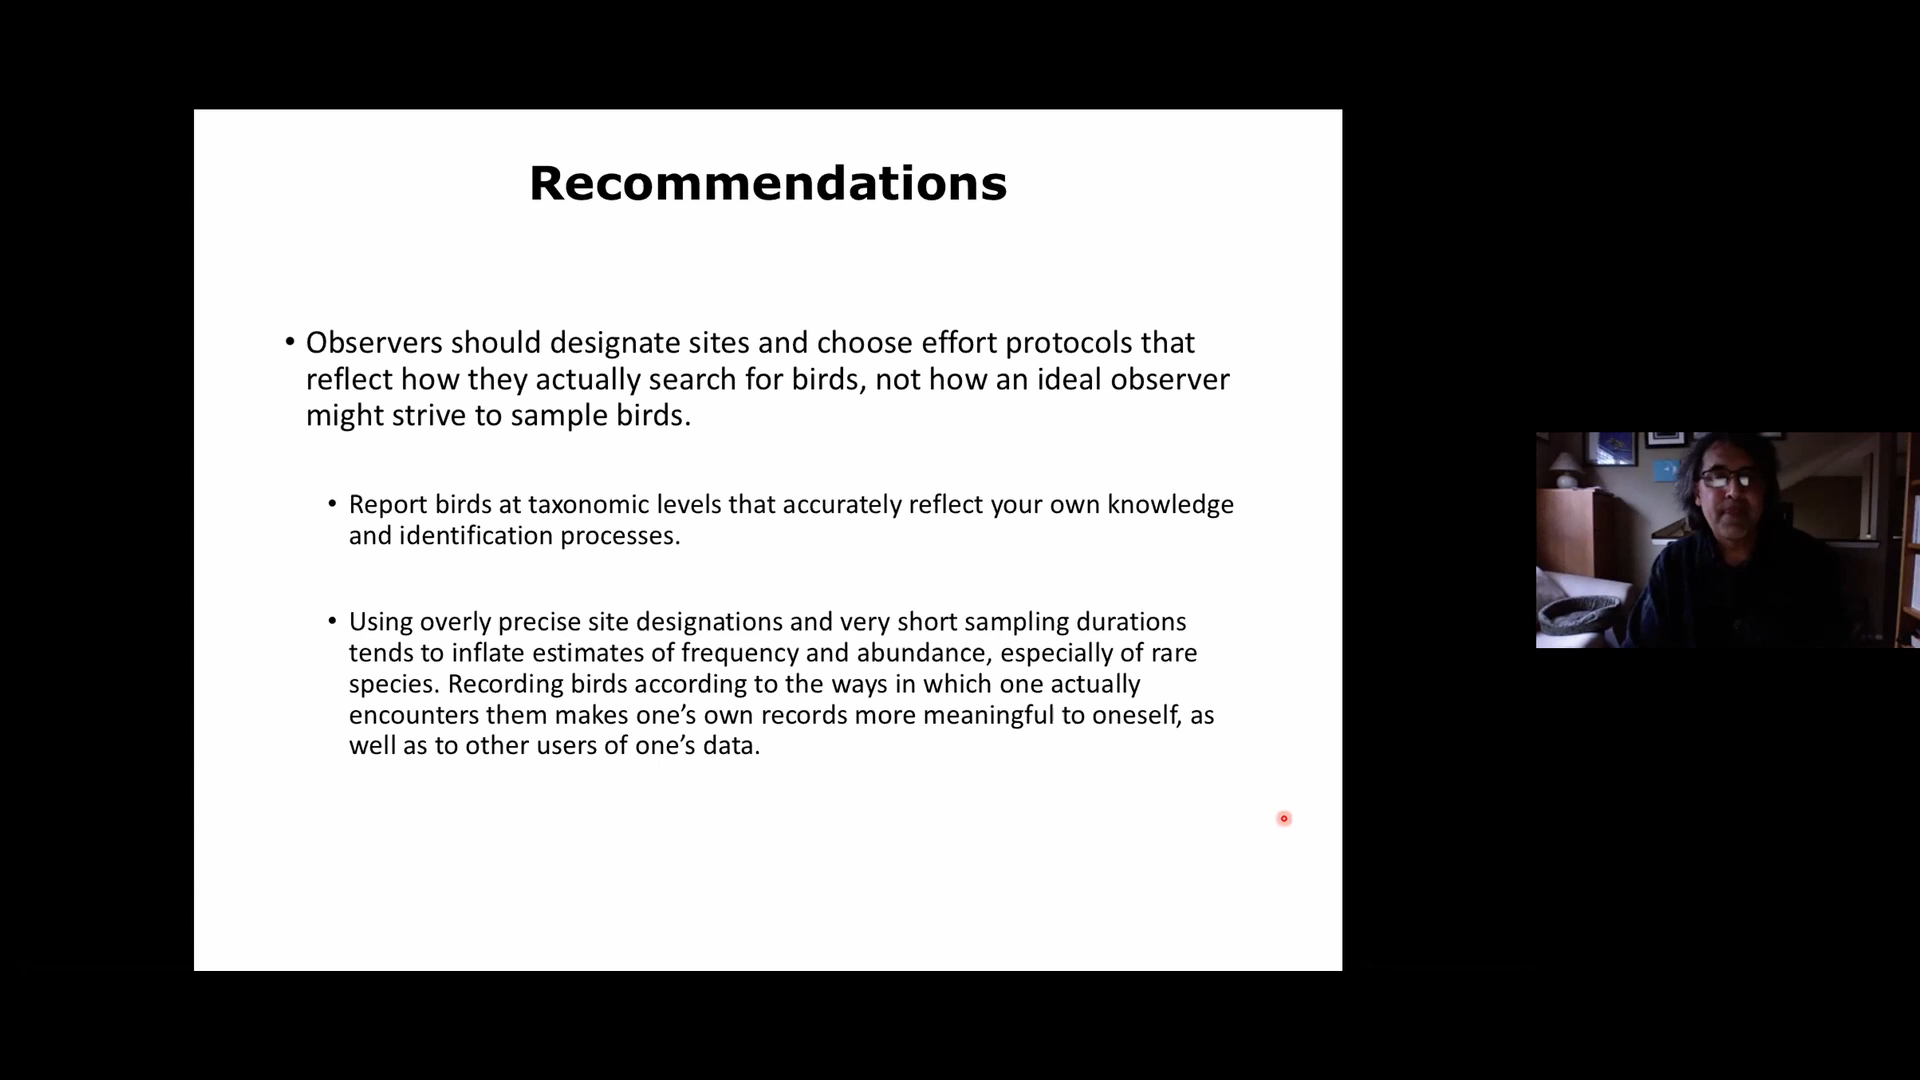 Recommendations
• Observers should designate sites and choose effort protocols that
reflect how they actually search for birds, not how an ideal observer
might strive to sample birds.
• Report birds at taxonomic levels that accurately reflect your own knowledge
and identification processes.
• Using overly precise site designations and very short sampling durations
tends to inflate estimates of frequency and abundance, especially of rare
species. Recording birds according to the ways in which one actually
encounters them makes one’s own records more meaningful to oneself, as
well as to other users of one’s data.